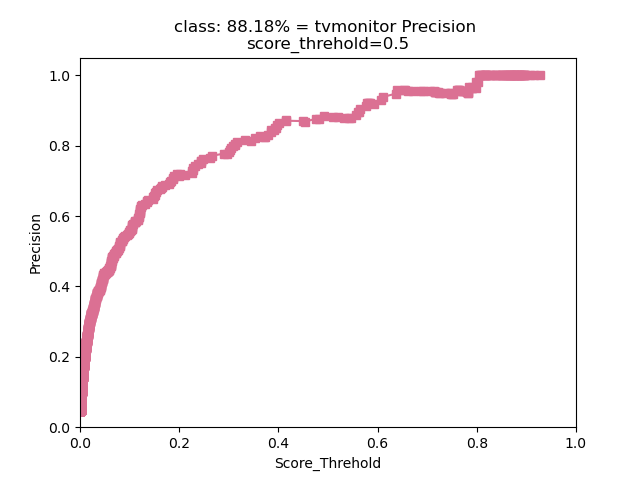 class: 88.18% = tvmonitor Precision
score_threhold=0.5
1.0
0.8
0.6
0.4
0.2
0.0
Precision
0.0 0.2 0.4 0.6 0.8 1.0
Score_Threhold